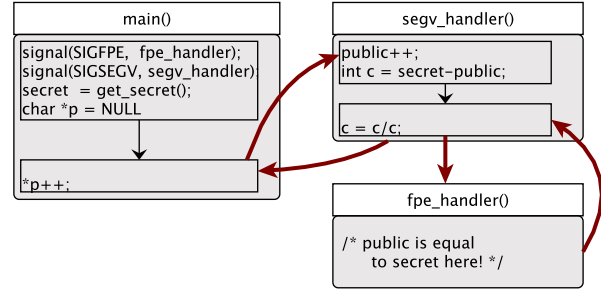 main()
signal(SIGFPE, fpe_handler);
signal(SIGSEGV, segv_handler);
secret = get_secret();
char *p = NULL
*p++;
segv_handler()
public++;
int c = secret-public;
c = c/c;
fpe_handler()
/* public is equal
to secret here! */